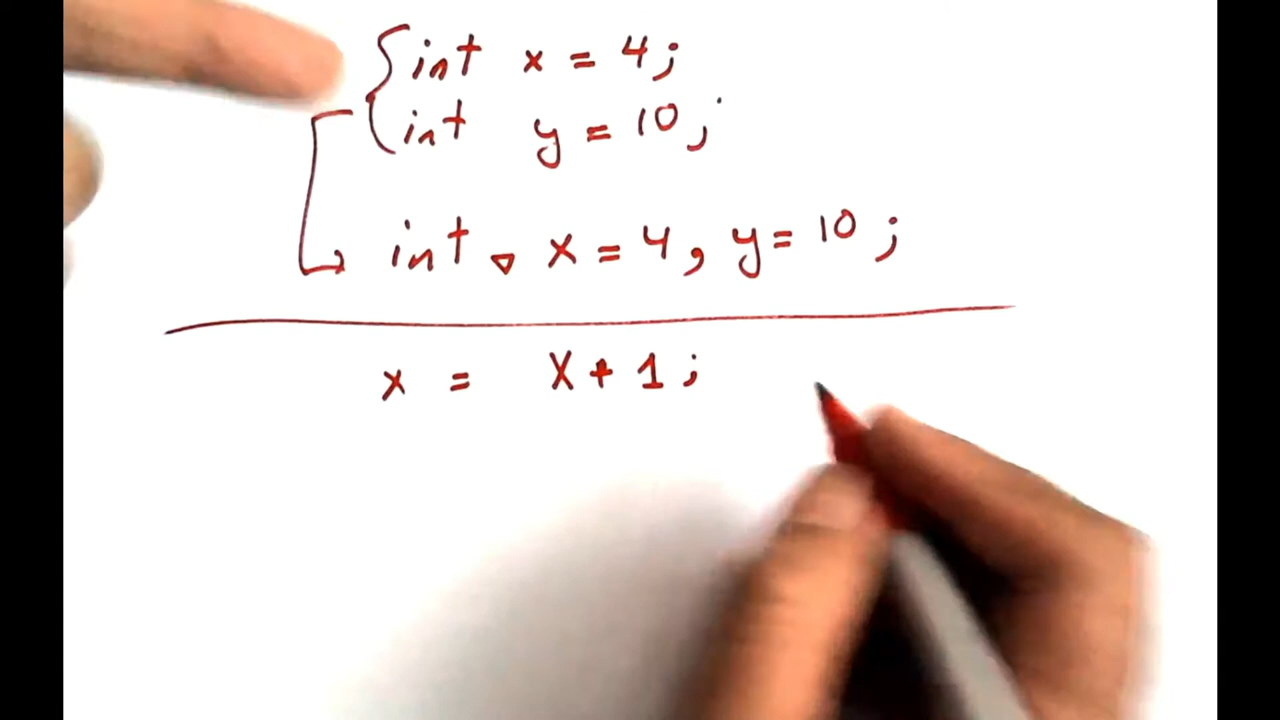 int x = 4;
int y = 10;
int x = 4, y = 10;
x = X + 1;